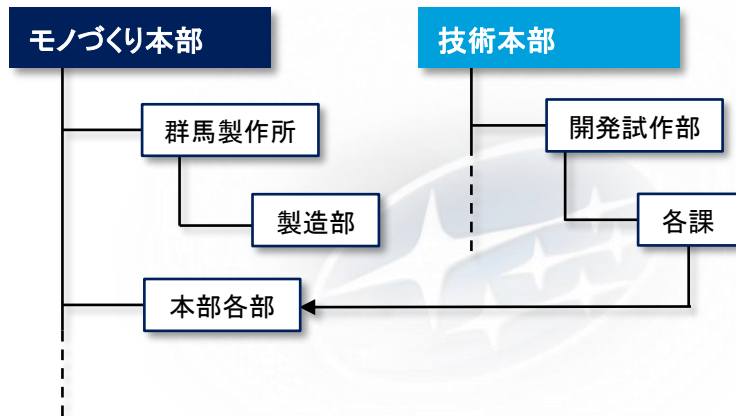 モノづくり本部
技術本部
群馬製作所
開発試作部
製造部
各課
本部各部